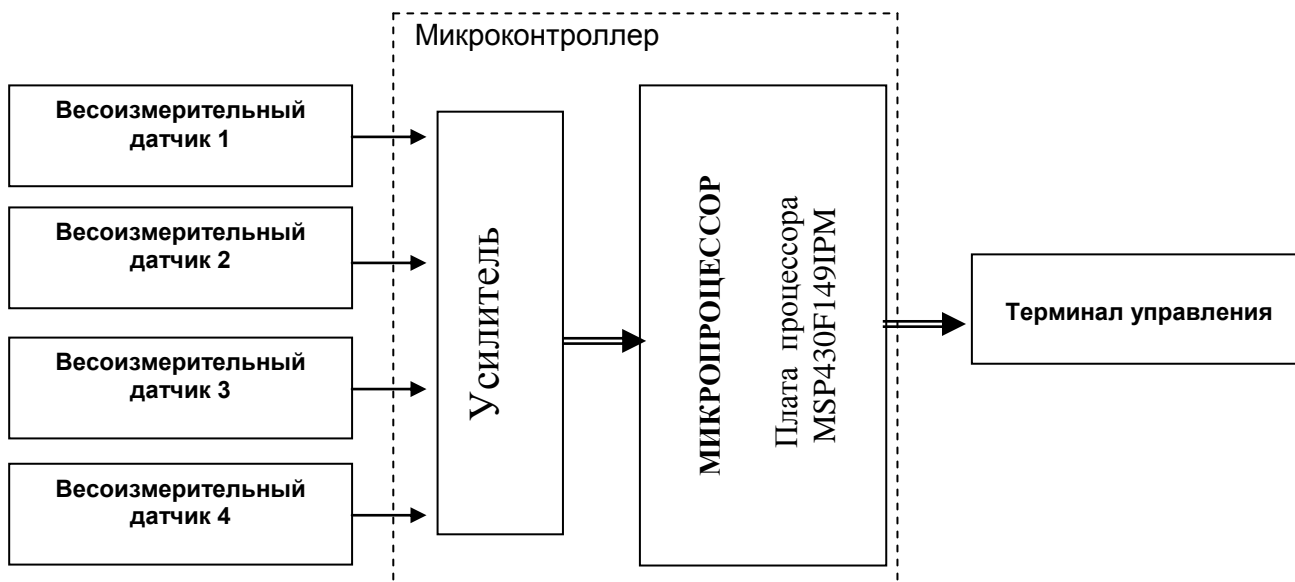 Микроконтроллер
Весоизмерительный
датчик 1
Весоизмерительный
датчик 2
Весоизмерительный
датчик 3
Весоизмерительный
датчик 4
Усилитель
МИКРОПРОЦЕССОР
Плата процессора
MSP430F149IPM
Терминал управления